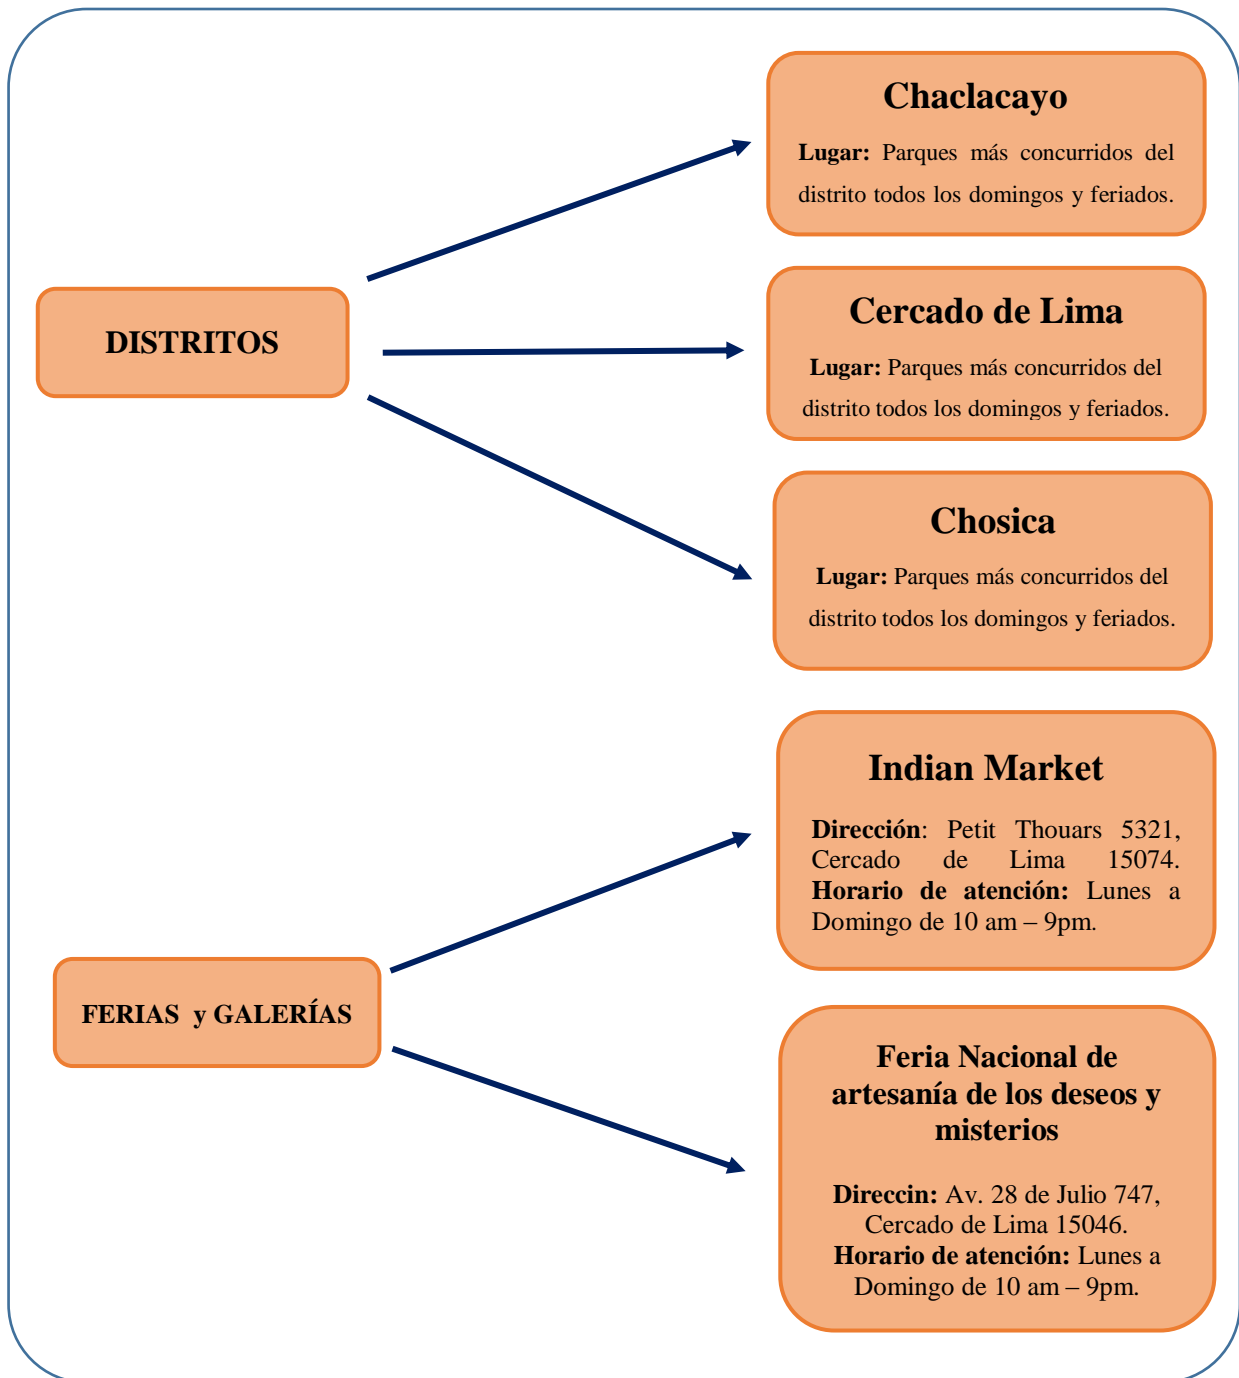 Chaclacayo
Lugar: Parques más concurridos del
distrito todos los domingos y feriados.
DISTRITOS
Cercado de Lima
Lugar: Parques más concurridos del
distrito todos los domingos y feriados.
Chosica
Lugar: Parques más concurridos del
distrito todos los domingos y feriados.
Indian Market
Dirección: Petit Thouars 5321,
Cercado de Lima 15074.
Horario de atención: Lunes a
Domingo de 10 am – 9pm.
FERIAS y GALERÍAS
Feria Nacional de
artesanía de los deseos y
misterios
Direccin: Av. 28 de Julio 747,
Cercado de Lima 15046.
Horario de atención: Lunes a
Domingo de 10 am – 9pm.